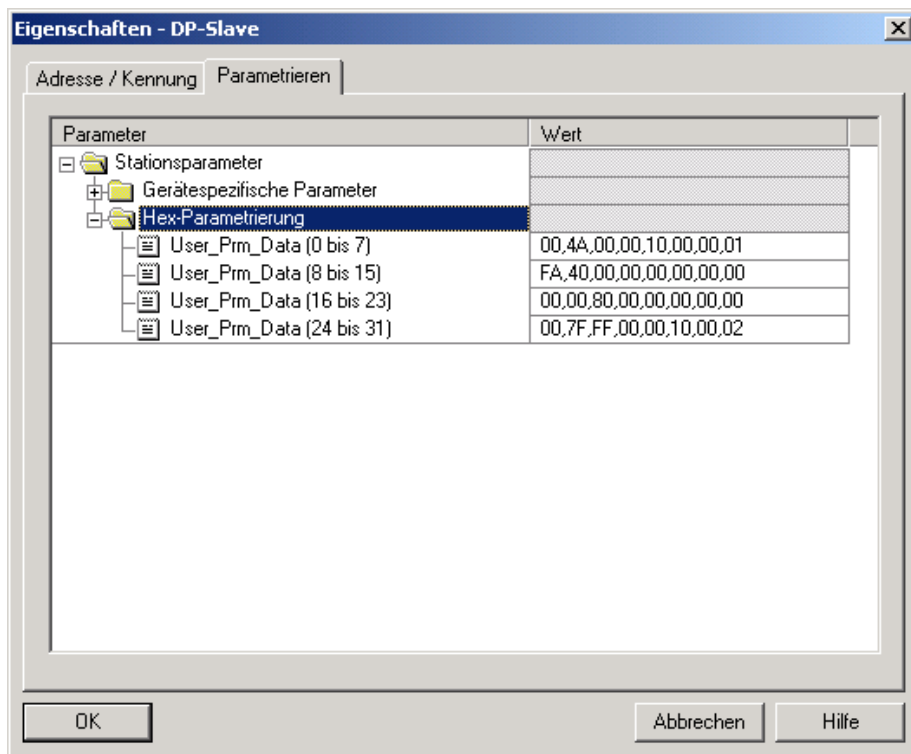 Eigenschaften - DP-Slave
Adresse / Kennung Parametrieren
Parameter Wert
Stationsparameter
Gerätespezifische Parameter
Hex-Parametrierung
User_Prm_Data (0 bis 7) 00,4A,00,00,10,00,00,01
User_Prm_Data (8 bis 15) FA,40,00,00,00,00,00,00
User_Prm_Data (16 bis 23) 00,00,80,00,00,00,00,00
User_Prm_Data (24 bis 31) 00,7F,FF,00,00,10,00,02
OK Abbrechen Hilfe